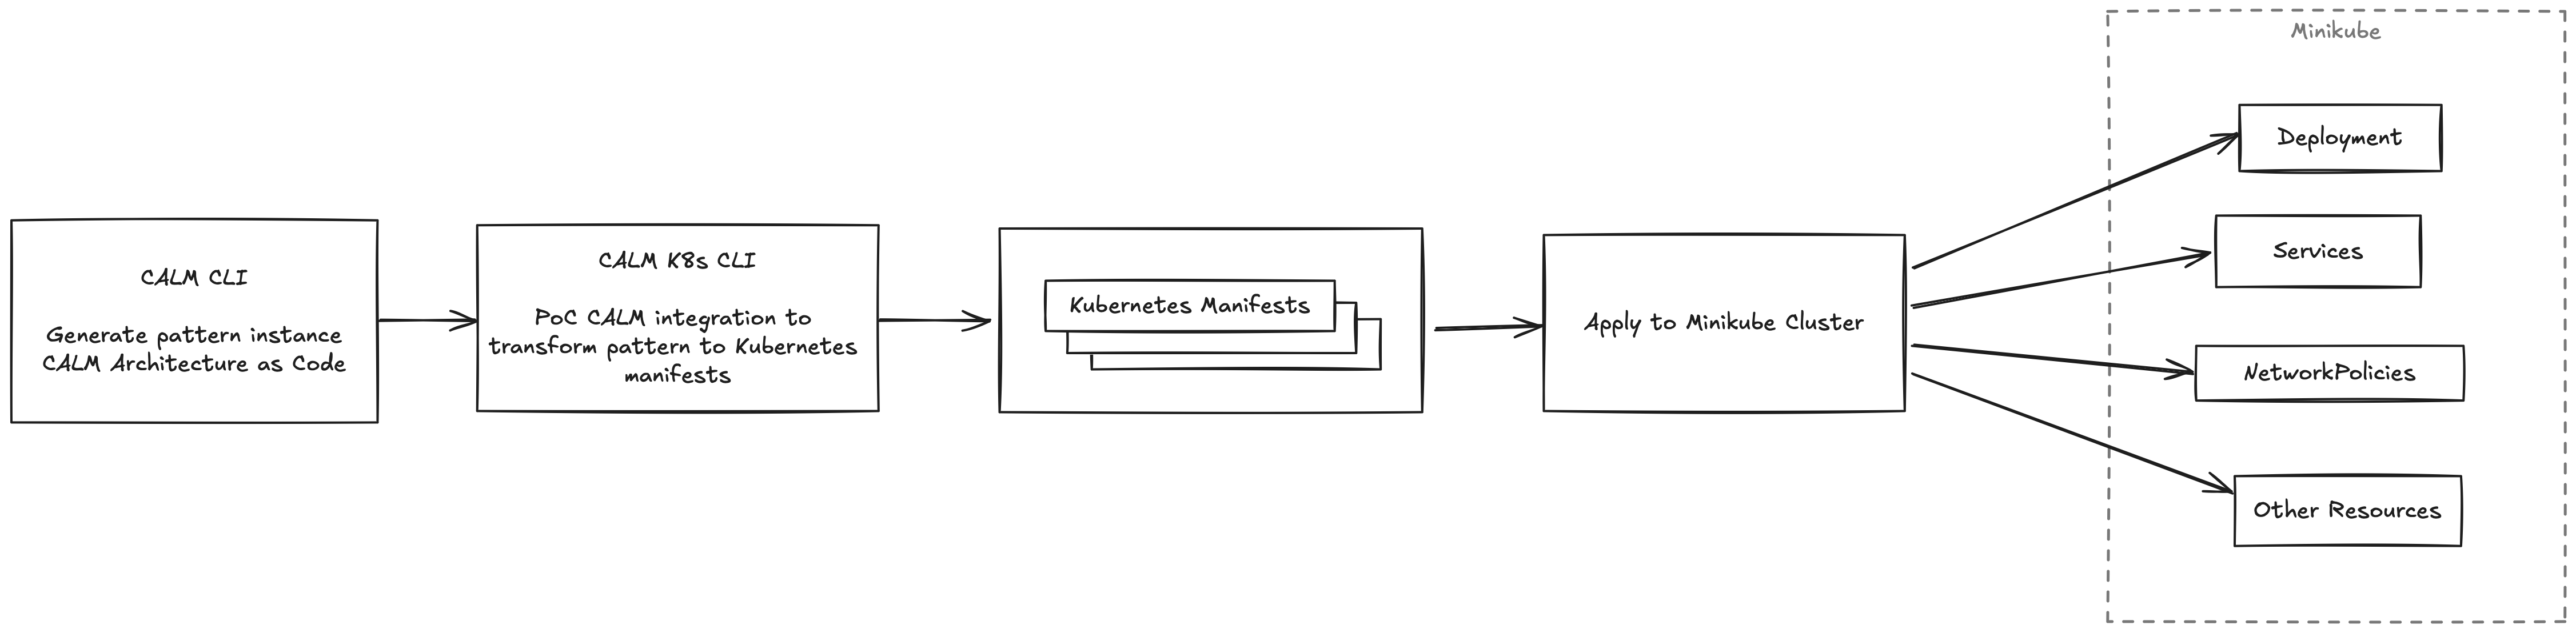 CALM CLI
Generate pattern instance
CALM Architecture as Code
CALM K8s CLI
PoC CALM integration to
transform pattern to Kubernetes
manifests
Kubernetes Manifests
Apply to Minikube Cluster
Minikube
Deployment
Services
NetworkPolicies
Other Resources